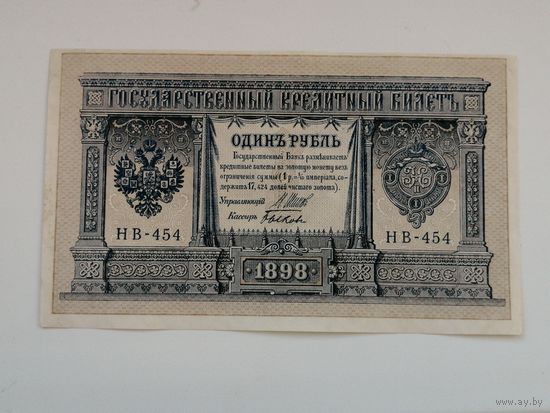 ГОСУДАРСТВЕННЫЙ КРЕДИТНЫЙ БИЛЕТЪ
ОДИНЪ РУБЛЬ
Государственный Банкъ размѣниваетъ
кредитные билеты на золотую монету безъ
ограниченія суммы (1 р. = 1/15 имперіала, со-
держитъ 17,424 долей чистаго золота).
Управляющій
Кассиръ
НВ-454
НВ-454
1898
www.ay.by